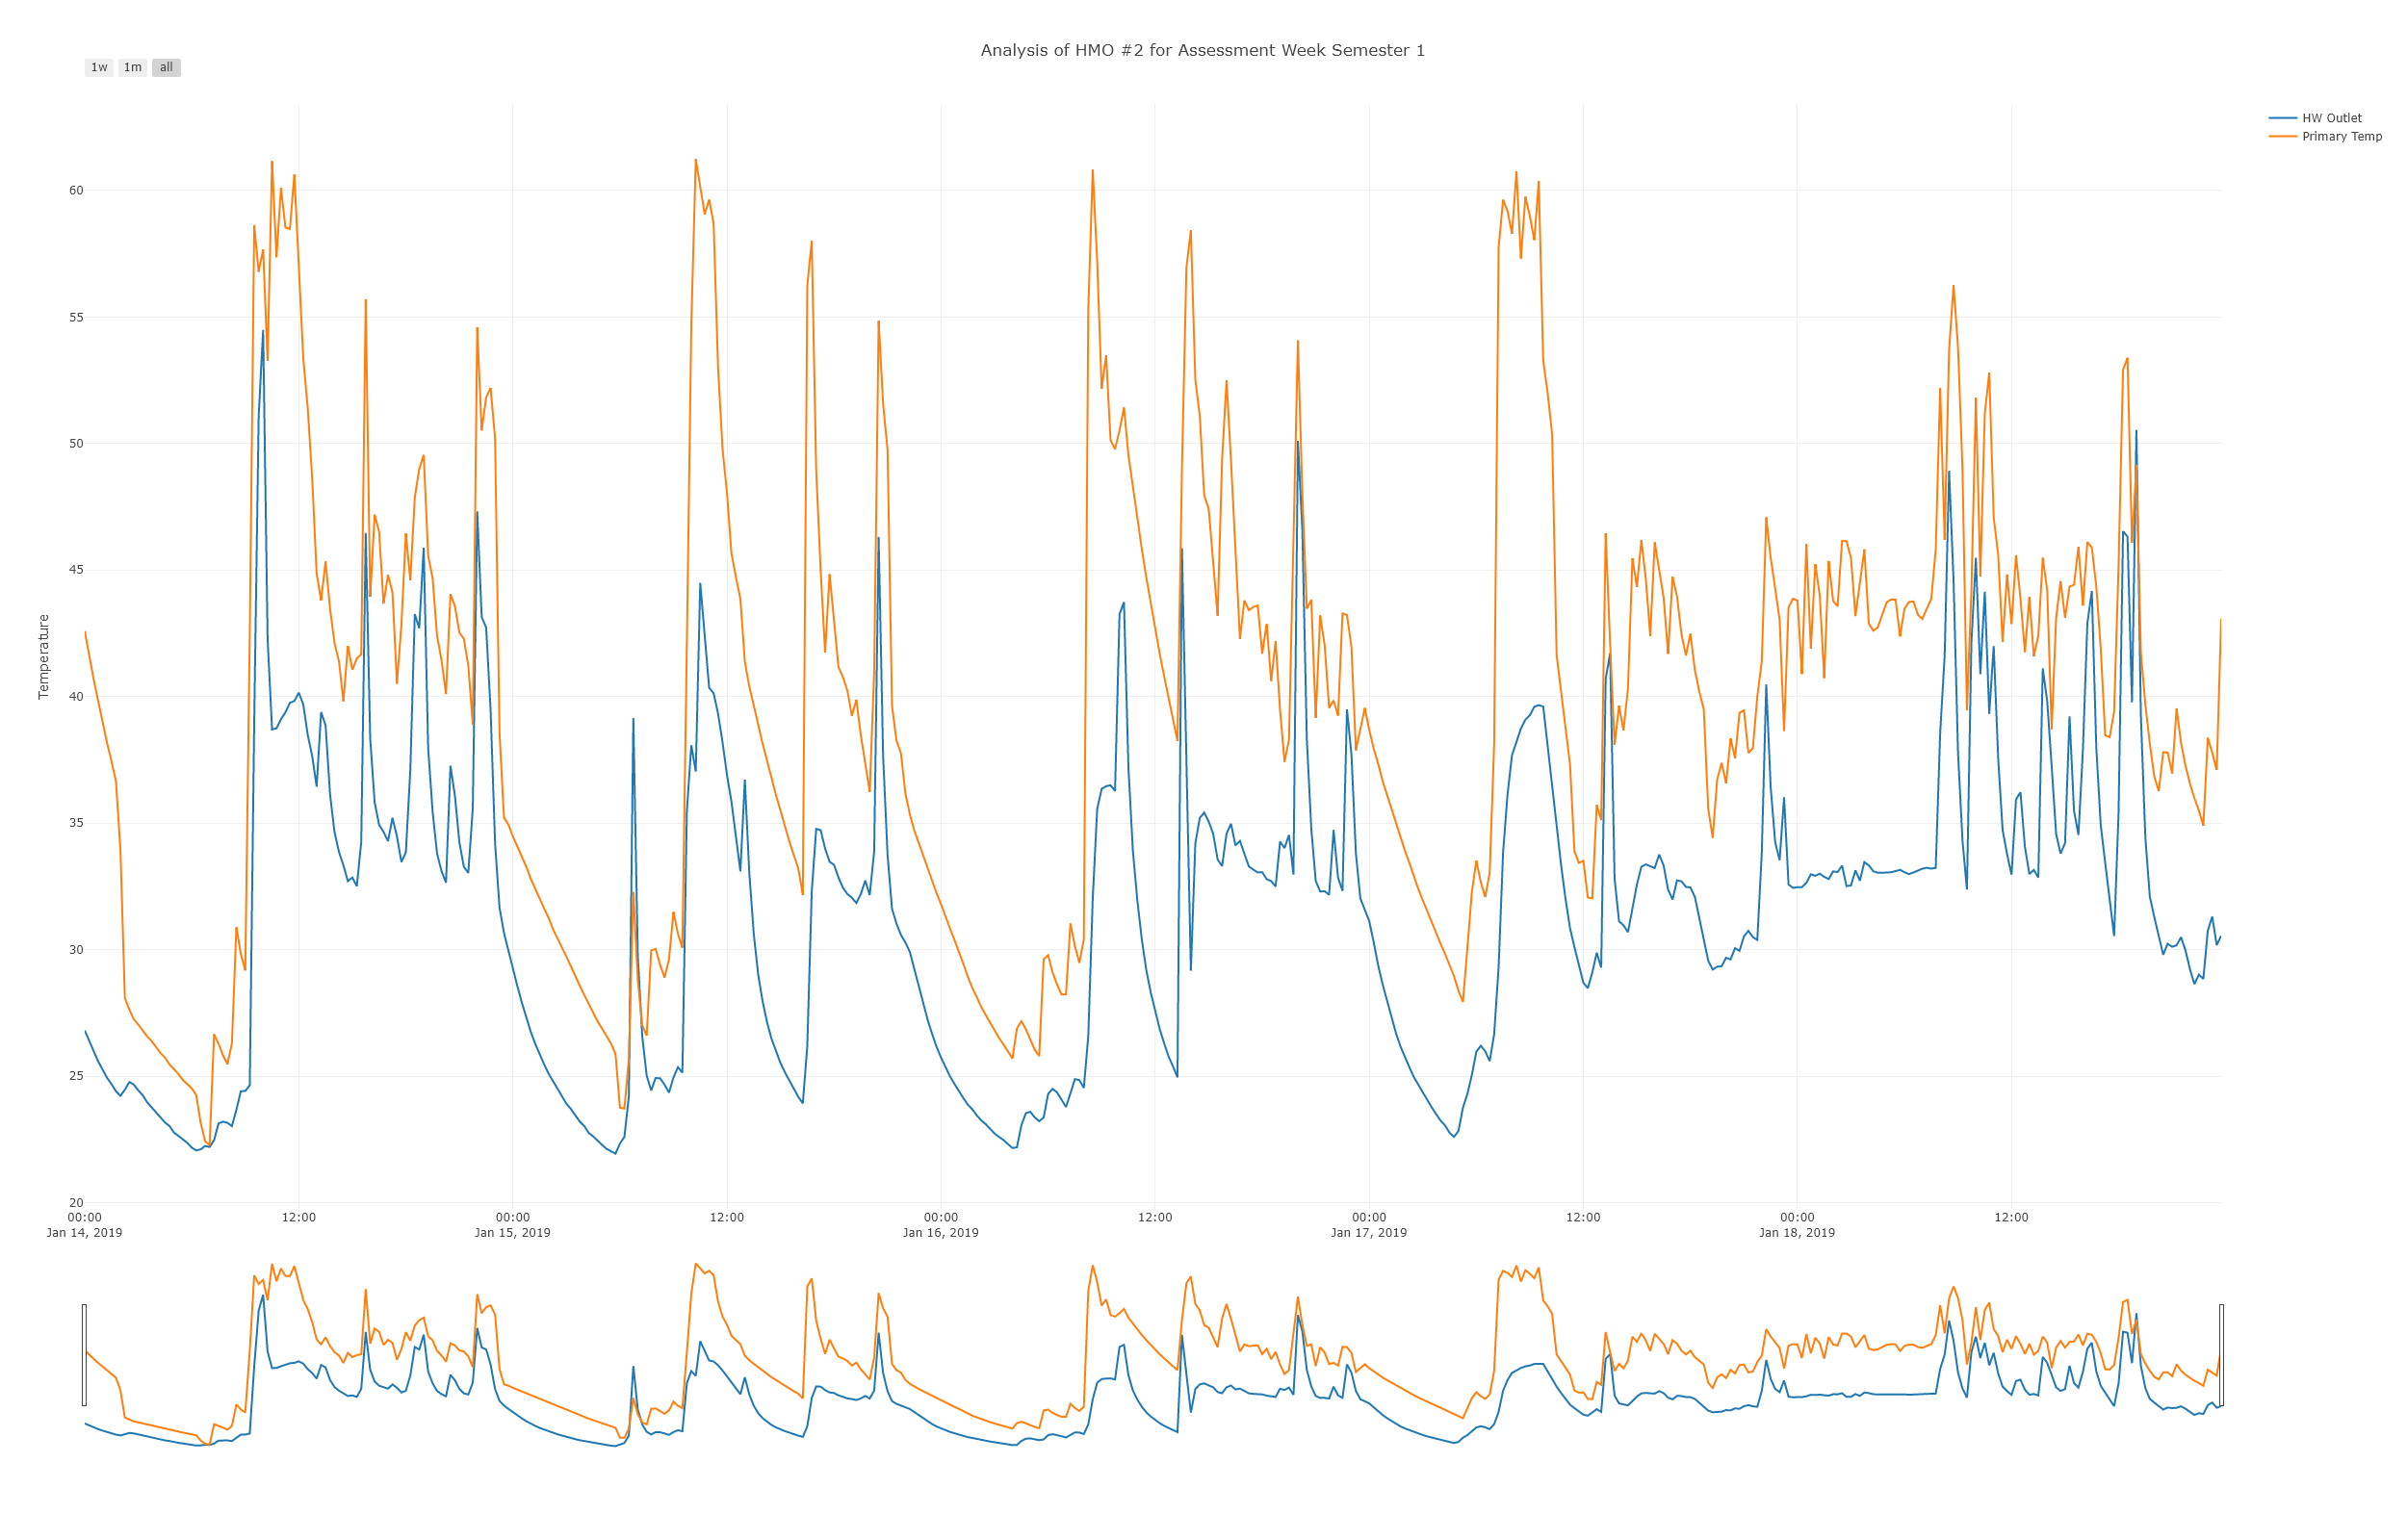 Analysis of HMO #2 for Assessment Week Semester 1
1w 1m all
HW Outlet
Primary Temp
Temperature
60
55
50
45
40
35
30
25
20
00:00 12:00 00:00 12:00 00:00 12:00 00:00 12:00 00:00 12:00
Jan 14, 2019 Jan 15, 2019 Jan 16, 2019 Jan 17, 2019 Jan 18, 2019